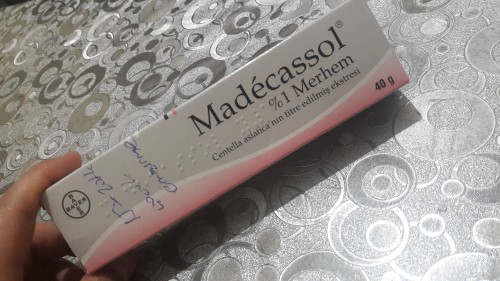 Madécassol®
%1 Merhem
Centella asiatica'nın titre edilmiş ekstresi
40 g
BAYER